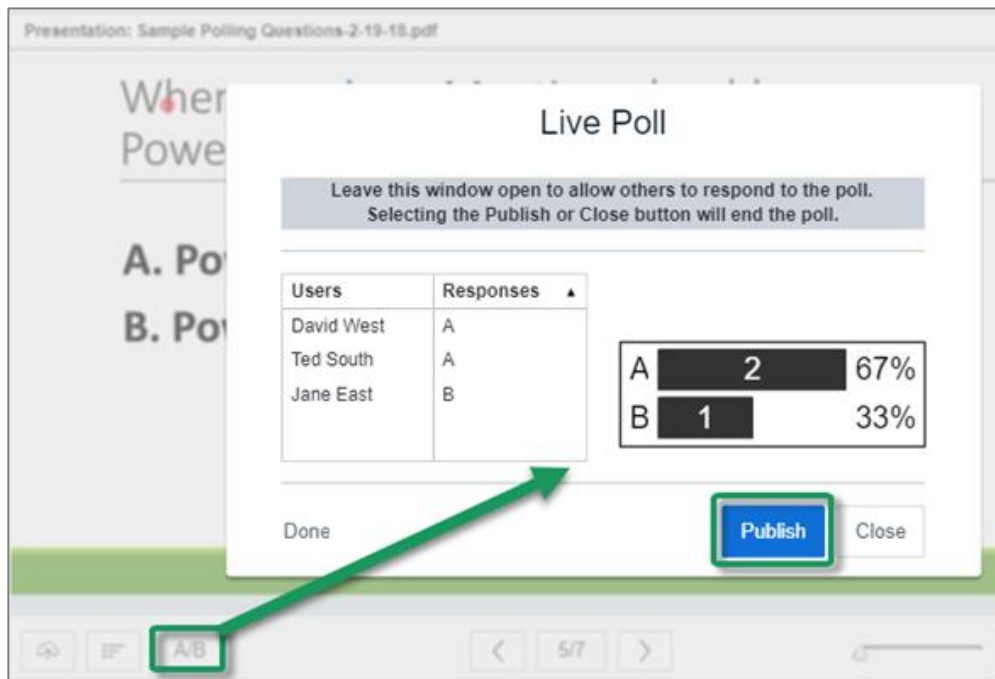 Presentation: Sample Polling Questions-2-19-18.pdf
Wher
Powe
Live Poll
Leave this window open to allow others to respond to the poll.
Selecting the Publish or Close button will end the poll.
A. Po
B. Pov
Users Responses ▲
David West A
Ted South A
Jane East B
A 2 67%
B 1 33%
Done Publish Close
A/B 5/7